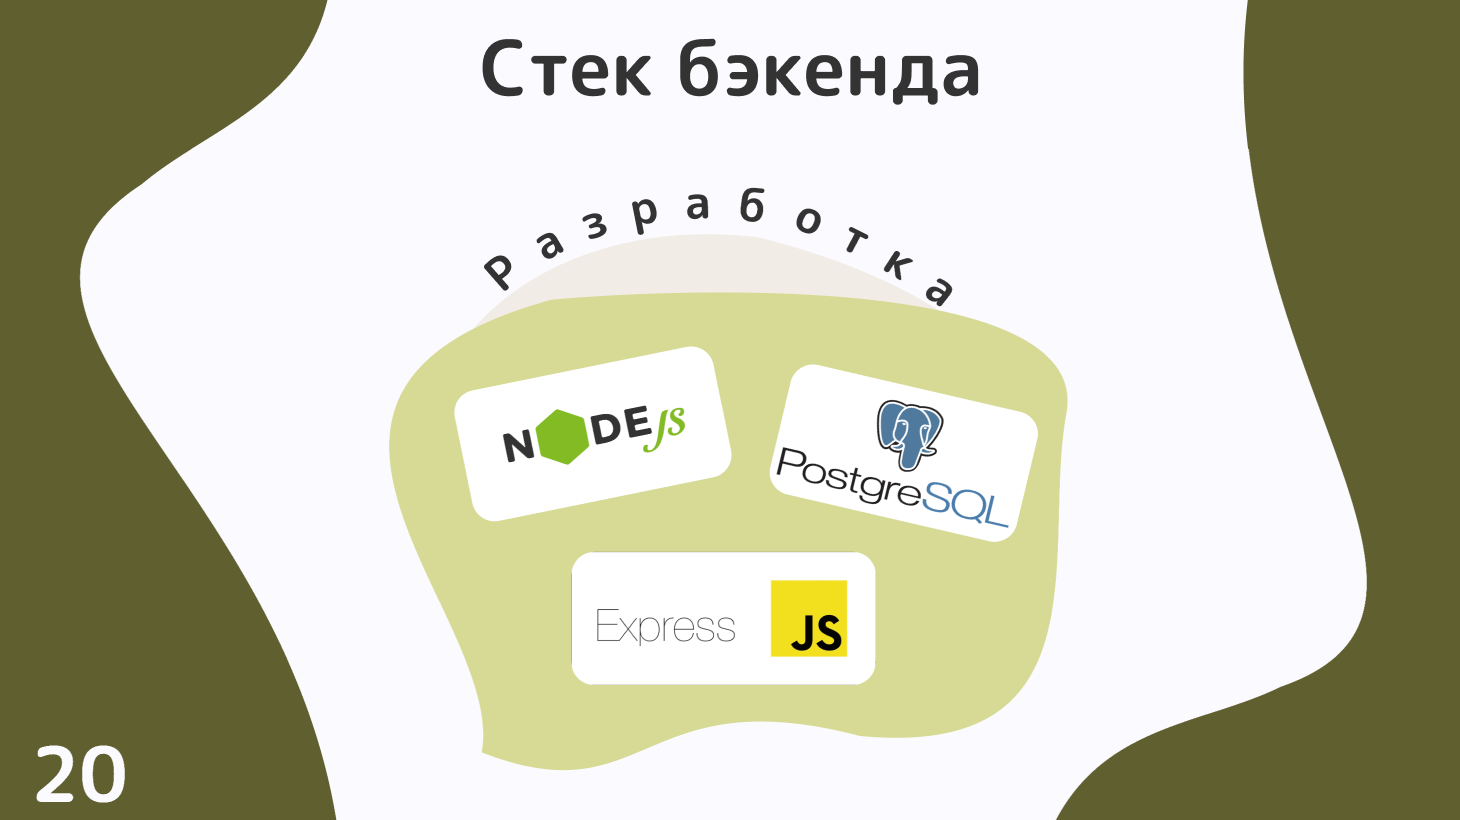 Стек бэкенда
Разработка
NODEJS
PostgreSQL
Express JS
20